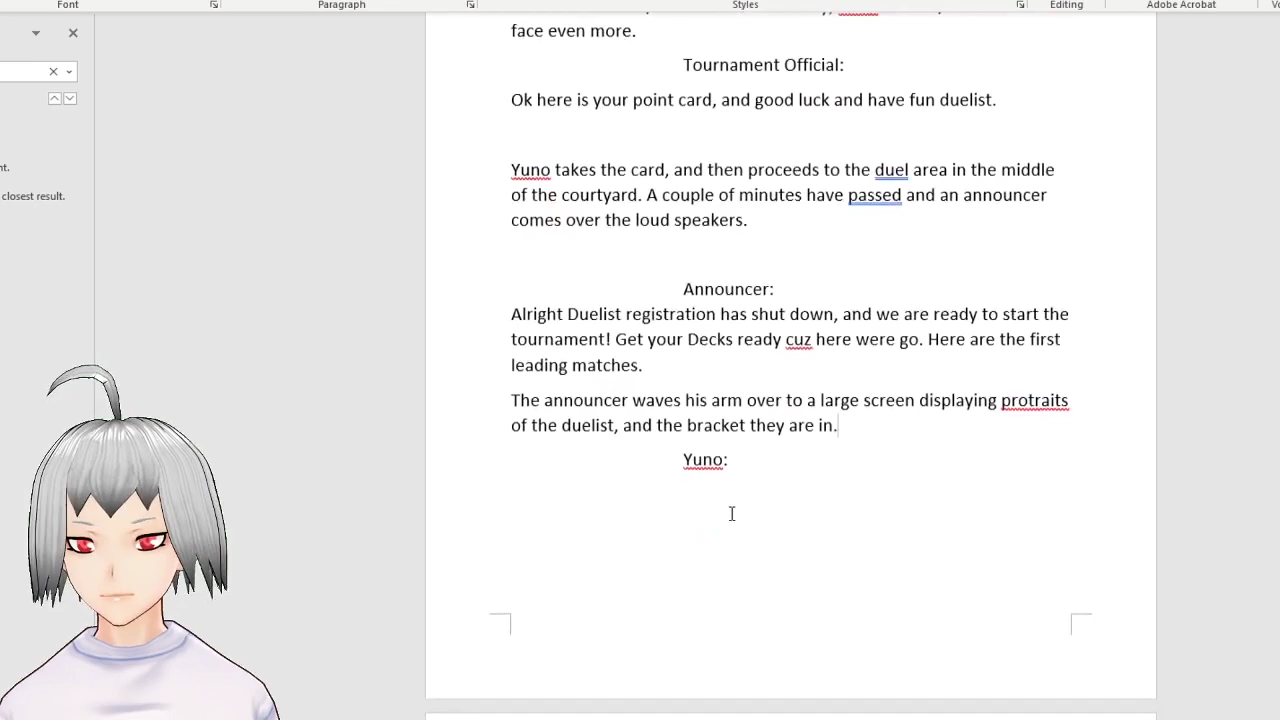 Font Paragraph Styles Editing Adobe Acrobat
face even more.
Tournament Official:
Ok here is your point card, and good luck and have fun duelist.
nt.
closest result.
Yuno takes the card, and then proceeds to the duel area in the middle
of the courtyard. A couple of minutes have passed and an announcer
comes over the loud speakers.
Announcer:
Alright Duelist registration has shut down, and we are ready to start the
tournament! Get your Decks ready cuz here were go. Here are the first
leading matches.
The announcer waves his arm over to a large screen displaying protraits
of the duelist, and the bracket they are in.
Yuno: